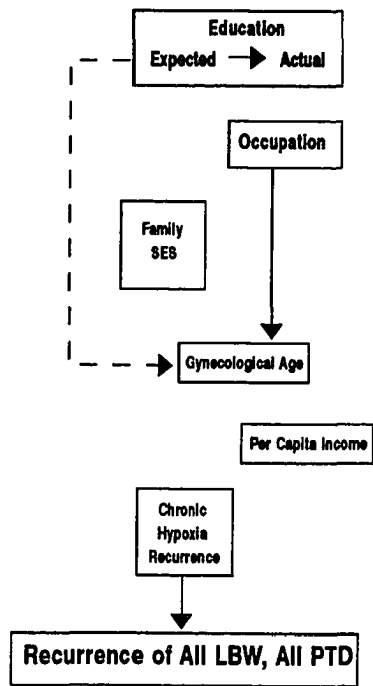 Education
Expected Actual
Occupation
Family
SES
Gynecological Age
Per Capita Income
Chronic
Hypoxia
Recurrence
Recurrence of All LBW, All PTD